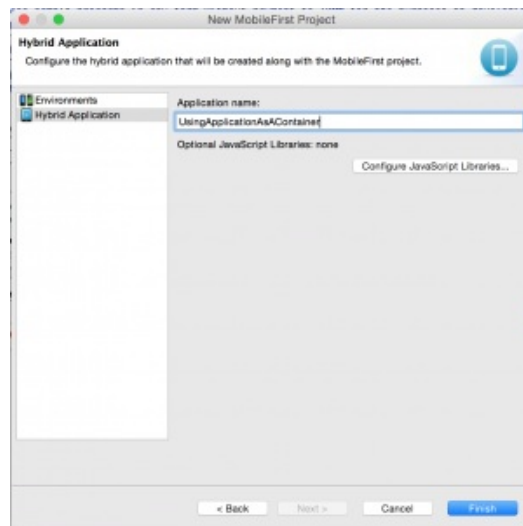 New MobileFirst Project
Hybrid Application
Configure the hybrid application that will be created along with the MobileFirst project.
Environments
Hybrid Application
Application name:
UsingApplicationAsAContainer
Optional JavaScript Libraries: none
Configure JavaScript Libraries...
< Back
Next >
Cancel
Finish